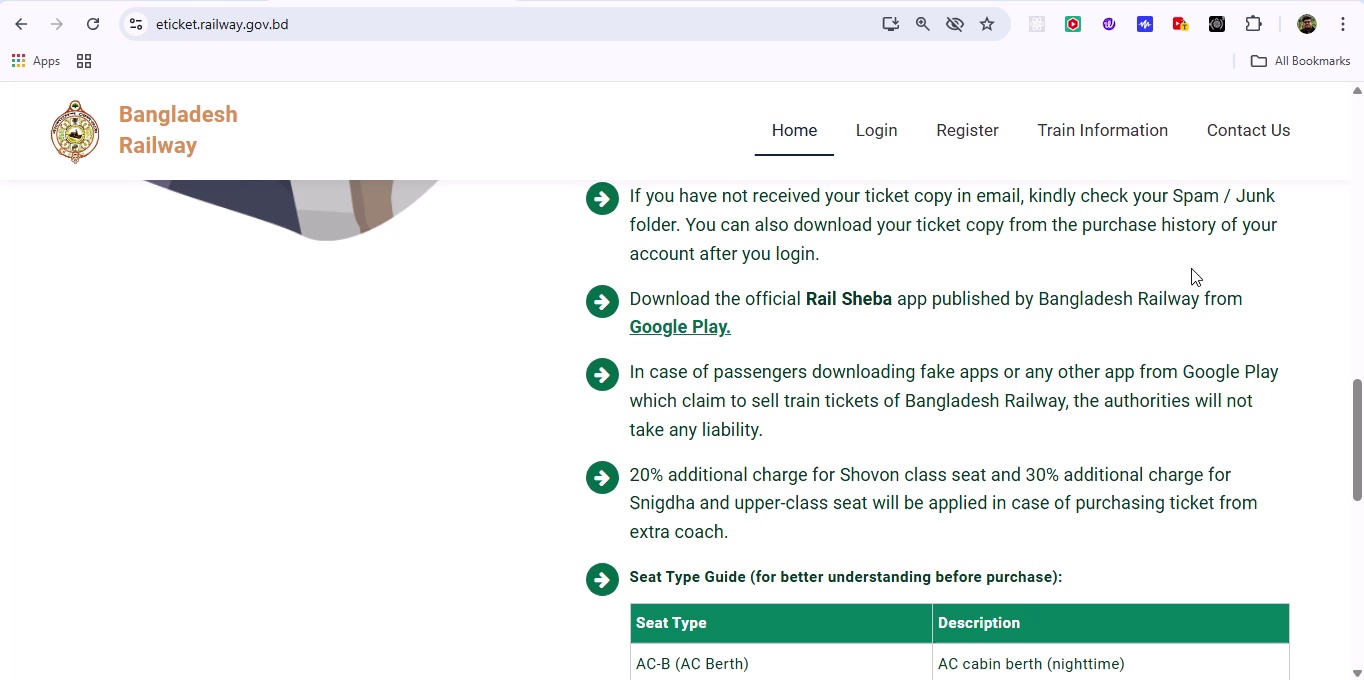 eticket.railway.gov.bd
Apps
All Bookmarks
Bangladesh
Railway
Home
Login
Register
Train Information
Contact Us
If you have not received your ticket copy in email, kindly check your Spam / Junk
folder. You can also download your ticket copy from the purchase history of your
account after you login.
Download the official Rail Sheba app published by Bangladesh Railway from
Google Play.
In case of passengers downloading fake apps or any other app from Google Play
which claim to sell train tickets of Bangladesh Railway, the authorities will not
take any liability.
20% additional charge for Shovon class seat and 30% additional charge for
Snigdha and upper-class seat will be applied in case of purchasing ticket from
extra coach.
Seat Type Guide (for better understanding before purchase):
Seat Type
Description
AC-B (AC Berth)
AC cabin berth (nighttime)